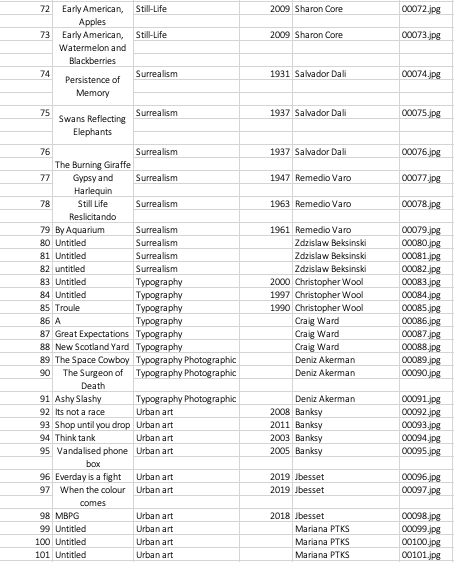 72 Early American, Still-Life 2009 Sharon Core 00072.jpg
Apples
73 Early American, Still-Life 2009 Sharon Core 00073.jpg
Watermelon and
Blackberries
74 Surrealism 1931 Salvador Dali 00074.jpg
Persistence of
Memory
75 Surrealism 1937 Salvador Dali 00075.jpg
Swans Reflecting
Elephants
76 Surrealism 1937 Salvador Dali 00076.jpg
The Burning Giraffe
77 Gypsy and Surrealism 1947 Remedio Varo 00077.jpg
Harlequin
78 Still Life Surrealism 1963 Remedio Varo 00078.jpg
Reslicitando
79 By Aquarium Surrealism 1961 Remedio Varo 00079.jpg
80 Untitled Surrealism Zdzislaw Beksinski 00080.jpg
81 Untitled Surrealism Zdzislaw Beksinski 00081.jpg
82 untitled Surrealism Zdzislaw Beksinski 00082.jpg
83 Untitled Typography 2000 Christopher Wool 00083.jpg
84 Untitled Typography 1997 Christopher Wool 00084.jpg
85 Troule Typography 1990 Christopher Wool 00085.jpg
86 A Typography Craig Ward 00086.jpg
87 Great Expectations Typography Craig Ward 00087.jpg
88 New Scotland Yard Typography Craig Ward 00088.jpg
89 The Space Cowboy Typography Photographic Deniz Akerman 00089.jpg
90 The Surgeon of Typography Photographic Deniz Akerman 00090.jpg
Death
91 Ashy Slashy Typography Photographic Deniz Akerman 00091.jpg
92 Its not a race Urban art 2008 Banksy 00092.jpg
93 Shop until you drop Urban art 2011 Banksy 00093.jpg
94 Think tank Urban art 2003 Banksy 00094.jpg
95 Vandalised phone Urban art 2005 Banksy 00095.jpg
box
96 Everday is a fight Urban art 2019 Jbesset 00096.jpg
97 When the colour Urban art 2019 Jbesset 00097.jpg
comes
98 MBPG Urban art 2018 Jbesset 00098.jpg
99 Untitled Urban art Mariana PTKS 00099.jpg
100 Untitled Urban art Mariana PTKS 00100.jpg
101 Untitled Urban art Mariana PTKS 00101.jpg